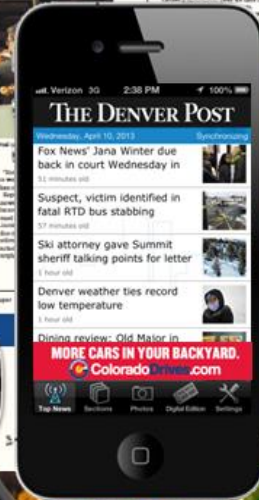 Verizon 3G 2:38 PM 100%
THE DENVER POST
Wednesday, April 10, 2013 Synchronizing
Fox News' Jana Winter due
back in court Wednesday in
51 minutes old
Suspect, victim identified in
fatal RTD bus stabbing
57 minutes old
Ski attorney gave Summit
sheriff talking points for letter
1 hour old
Denver weather ties record
low temperature
1 hour old
Dining review: Old Major in
MORE CARS IN YOUR BACKYARD.
ColoradoDrives.com
Top News Sections Photos Digital Edition Settings